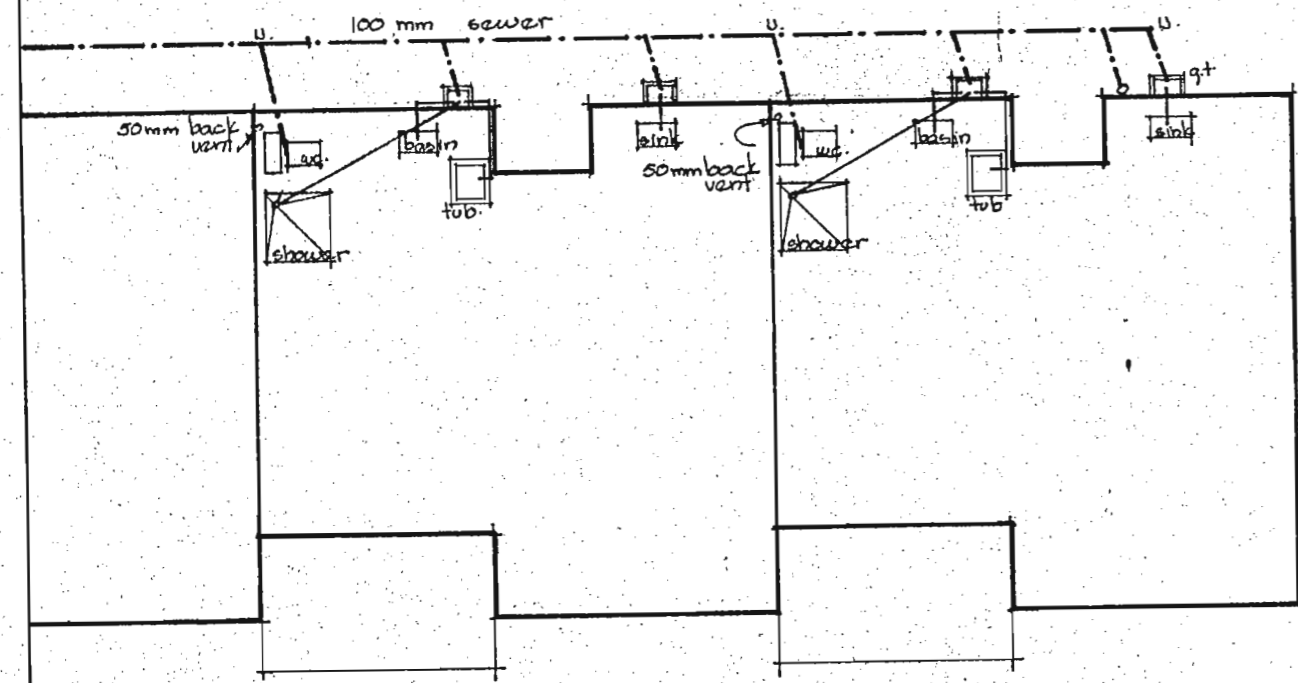 100 mm sewer
u.
u.
u.
g.t
50mm back
vent.
w.c.
basin
sink
50mm back
vent
w.c.
basin
sink
tub.
tub.
shower
shower